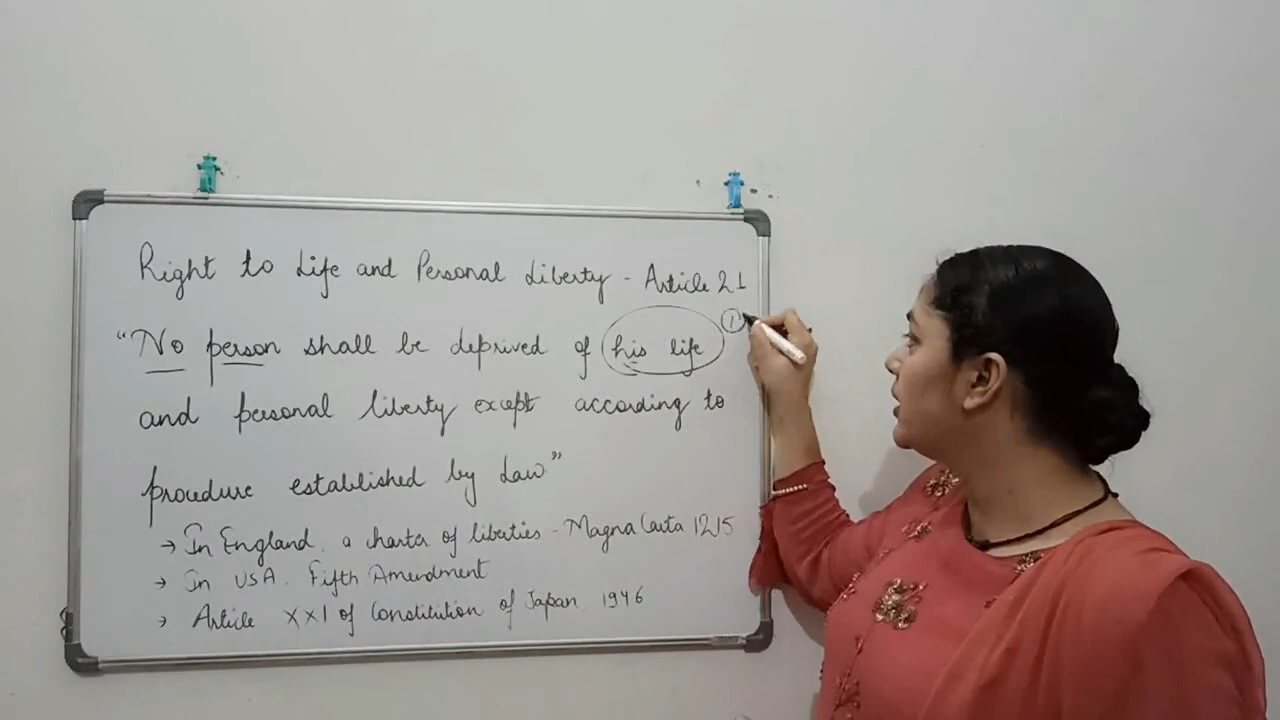 Right to Life and Personal Liberty - Article 21
"No person shall be deprived of his life ①
and personal liberty except according to
procedure established by Law"
→ In England, a charter of liberties - Magna Carta 1215
→ In USA. Fifth Amendment
→ Article XXI of Constitution of Japan, 1946